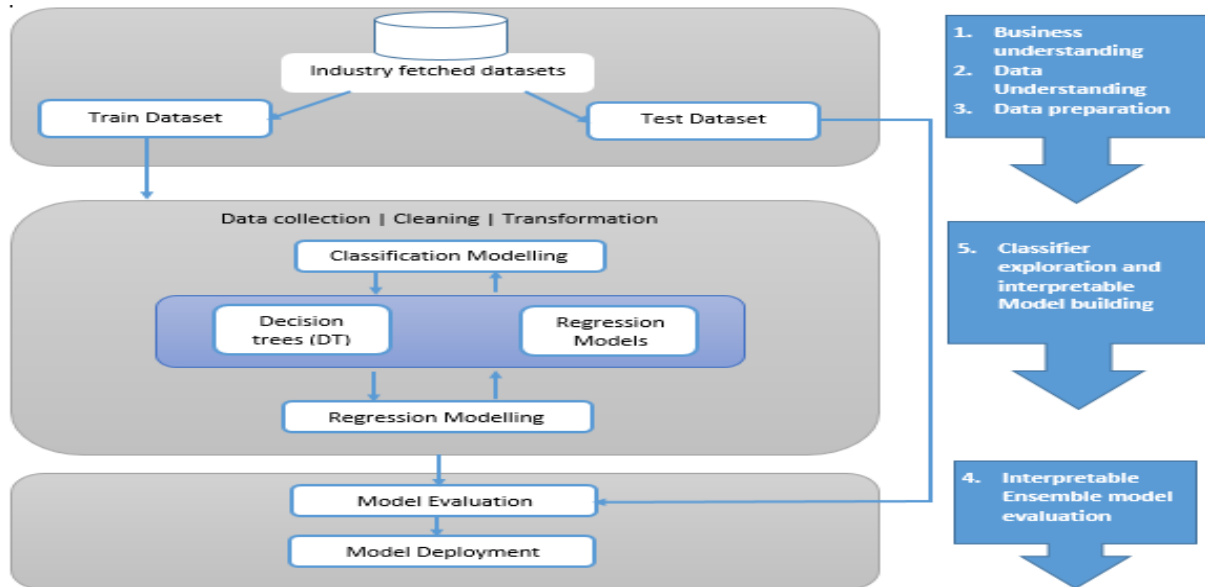 .
Industry fetched datasets
Train Dataset
Test Dataset
Data collection | Cleaning | Transformation
Classification Modelling
Decision
trees (DT)
Regression
Models
Regression Modelling
Model Evaluation
Model Deployment
1. Business
understanding
2. Data
Understanding
3. Data preparation
5. Classifier
exploration and
interpretable
Model building
4. Interpretable
Ensemble model
evaluation